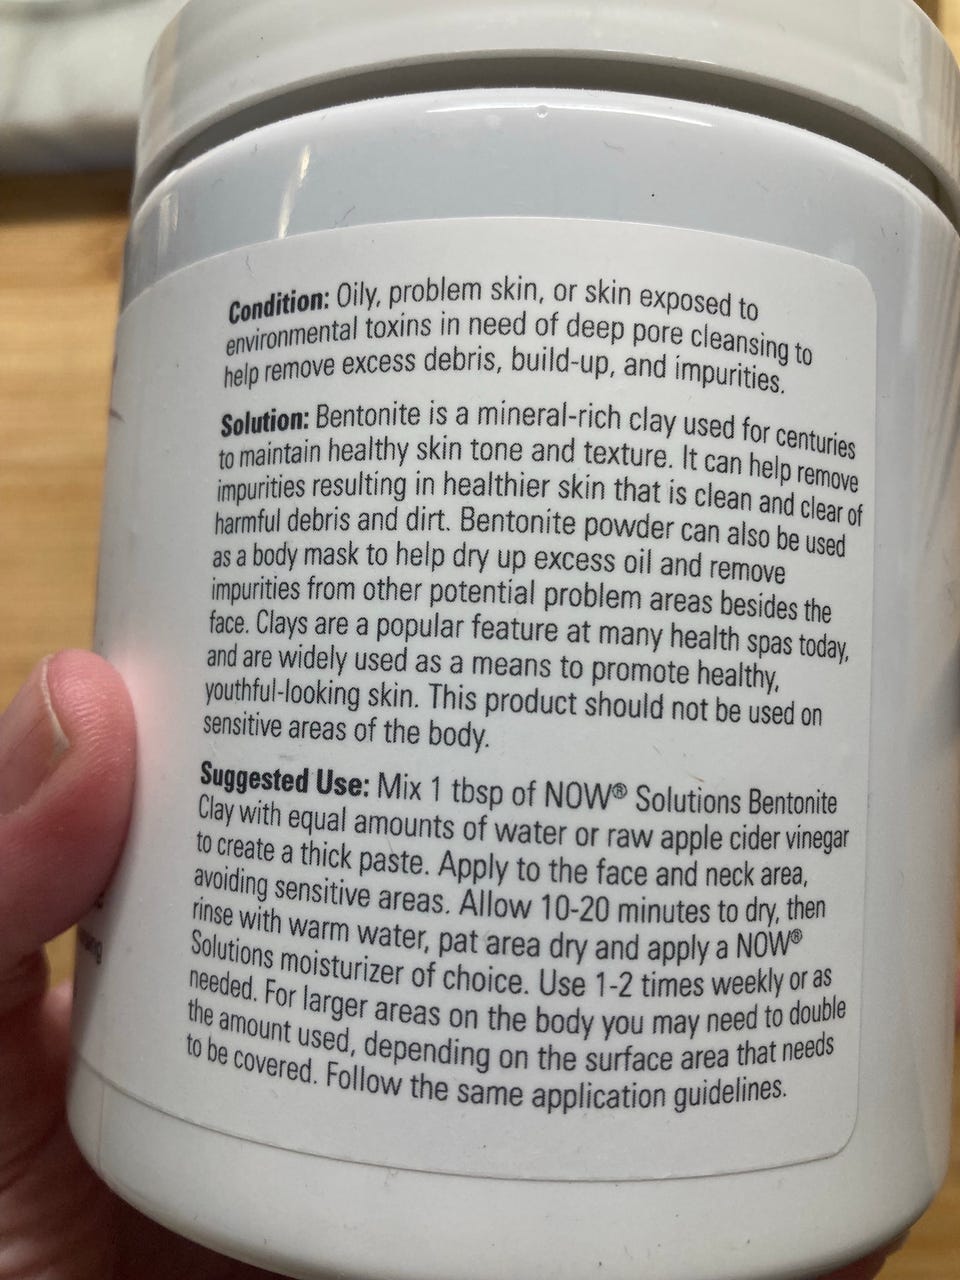 Condition: Oily, problem skin, or skin exposed to
environmental toxins in need of deep pore cleansing to
help remove excess debris, build-up, and impurities.
Solution: Bentonite is a mineral-rich clay used for centuries
to maintain healthy skin tone and texture. It can help remove
impurities resulting in healthier skin that is clean and clear of
harmful debris and dirt. Bentonite powder can also be used
as a body mask to help dry up excess oil and remove
impurities from other potential problem areas besides the
face. Clays are a popular feature at many health spas today,
and are widely used as a means to promote healthy,
youthful-looking skin. This product should not be used on
sensitive areas of the body.
Suggested Use: Mix 1 tbsp of NOW® Solutions Bentonite
Clay with equal amounts of water or raw apple cider vinegar
to create a thick paste. Apply to the face and neck area,
avoiding sensitive areas. Allow 10-20 minutes to dry, then
rinse with warm water, pat area dry and apply a NOW®
Solutions moisturizer of choice. Use 1-2 times weekly or as
needed. For larger areas on the body you may need to double
the amount used, depending on the surface area that needs
to be covered. Follow the same application guidelines.